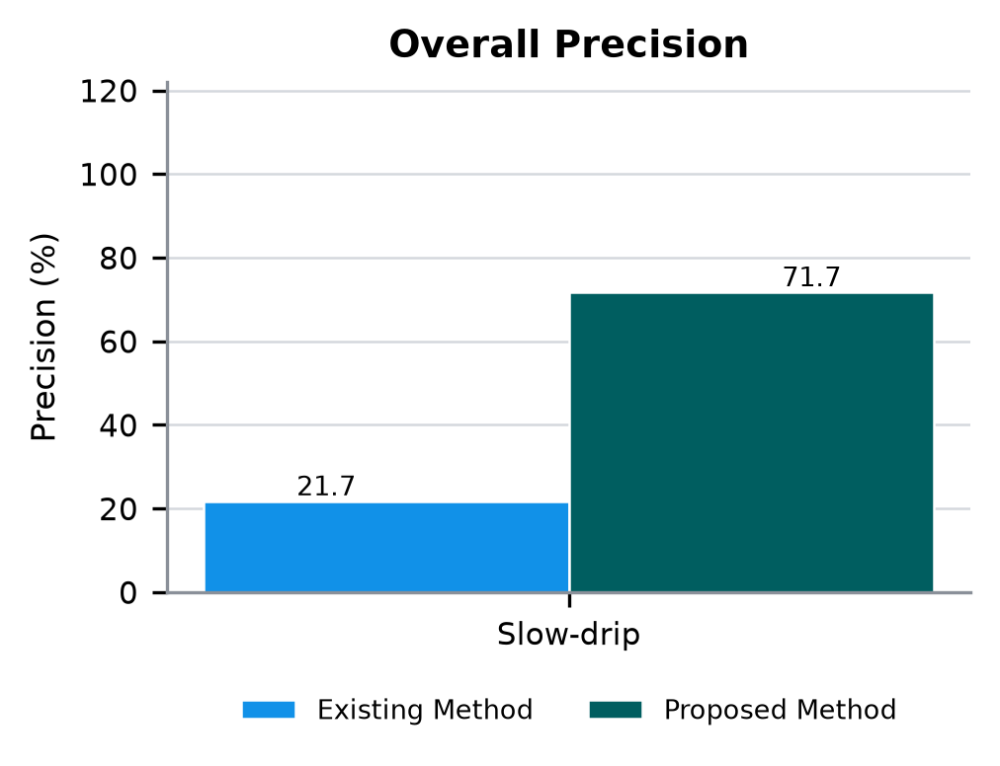 Overall Precision
120
100
80
60
40
20
0
Precision (%)
21.7
71.7
Slow-drip
Existing Method
Proposed Method